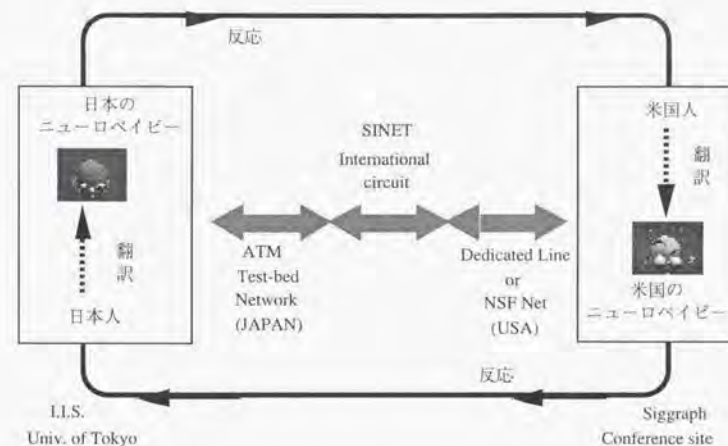 反応
日本の
ニューロベイビー
翻
訳
日本人
SINET
International
circuit
ATM
Test-bed
Network
(JAPAN)
Dedicated Line
or
NSF Net
(USA)
米国人
翻
訳
米国の
ニューロベイビー
反応
I.I.S.
Univ. of Tokyo
Siggraph
Conference site